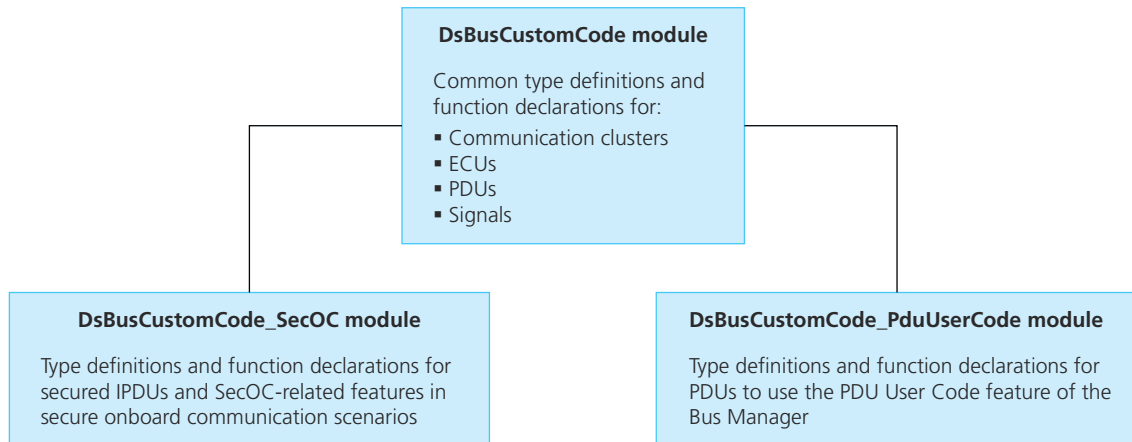 DsBusCustomCode module
Common type definitions and
function declarations for:
▪ Communication clusters
▪ ECUs
▪ PDUs
▪ Signals
DsBusCustomCode_SecOC module
Type definitions and function declarations for
secured IPDUs and SecOC-related features in
secure onboard communication scenarios
DsBusCustomCode_PduUserCode module
Type definitions and function declarations for
PDUs to use the PDU User Code feature of the
Bus Manager